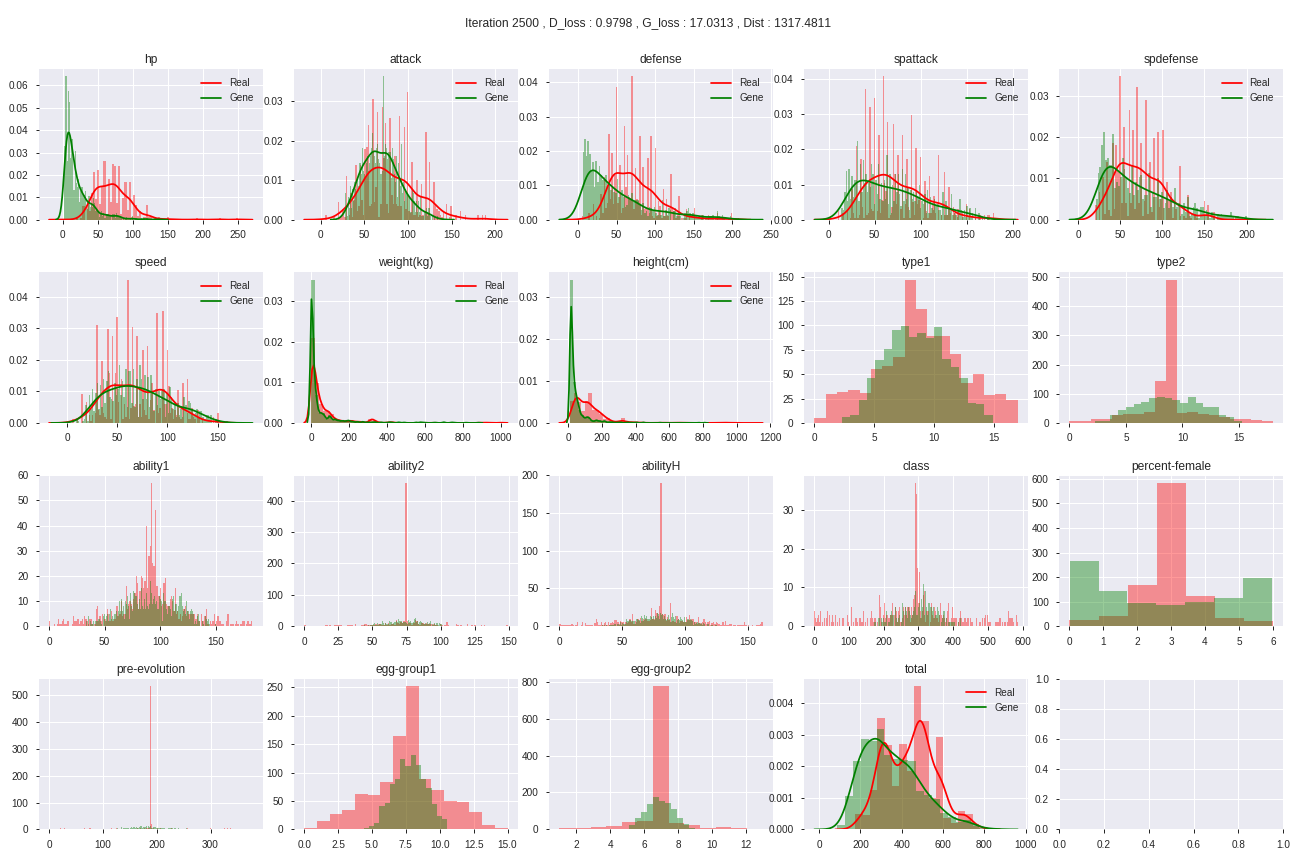 Iteration 2500 , D_loss : 0.9798 , G_loss : 17.0313 , Dist : 1317.4811
hp attack defense spattack spdefense
Real Real Real Real Real
Gene Gene Gene Gene Gene
0.06 0.05 0.04 0.03 0.02 0.01 0.00
0 50 100 150 200 250
0.03 0.02 0.01 0.00
0 50 100 150 200
0.04 0.03 0.02 0.01 0.00
0 50 100 150 200 250
0.04 0.03 0.02 0.01 0.00
0 50 100 150 200
0.03 0.02 0.01 0.00
0 50 100 150 200
speed weight(kg) height(cm) type1 type2
Real Real Real
Gene Gene Gene
0.04 0.03 0.02 0.01 0.00
0 50 100 150
0.03 0.02 0.01 0.00
0 200 400 600 800 1000
0.03 0.02 0.01 0.00
0 200 400 600 800 1000 1200
150 125 100 75 50 25 0
0 5 10 15
500 400 300 200 100 0
0 5 10 15
ability1 ability2 abilityH class percent-female
60 50 40 30 20 10 0
0 50 100 150
400 300 200 100 0
0 25 50 75 100 125 150
200 150 100 50 0
0 50 100 150
30 20 10 0
0 100 200 300 400 500 600
600 500 400 300 200 100 0
0 1 2 3 4 5 6
pre-evolution egg-group1 egg-group2 total
Real
Gene
500 400 300 200 100 0
0 100 200 300
250 200 150 100 50 0
0.0 2.5 5.0 7.5 10.0 12.5 15.0
800 600 400 200 0
2 4 6 8 10 12
0.004 0.003 0.002 0.001 0.000
0 200 400 600 800 1000
1.0 0.8 0.6 0.4 0.2 0.0
0.0 0.2 0.4 0.6 0.8 1.0